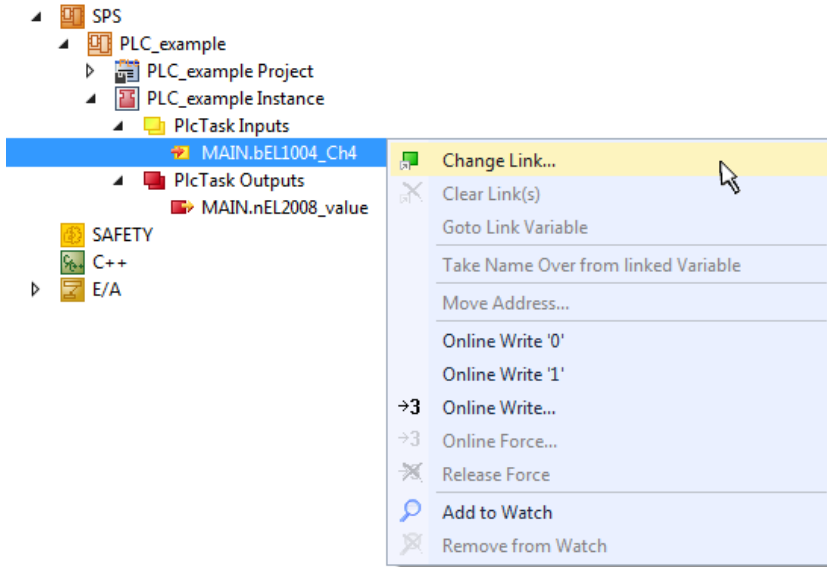 SPS
PLC_example
PLC_example Project
PLC_example Instance
PlcTask Inputs
MAIN.bEL1004_Ch4
PlcTask Outputs
MAIN.nEL2008_value
SAFETY
C++
E/A
Change Link...
Clear Link(s)
Goto Link Variable
Take Name Over from linked Variable
Move Address...
Online Write '0'
Online Write '1'
→3 Online Write...
→3 Online Force...
Release Force
Add to Watch
Remove from Watch